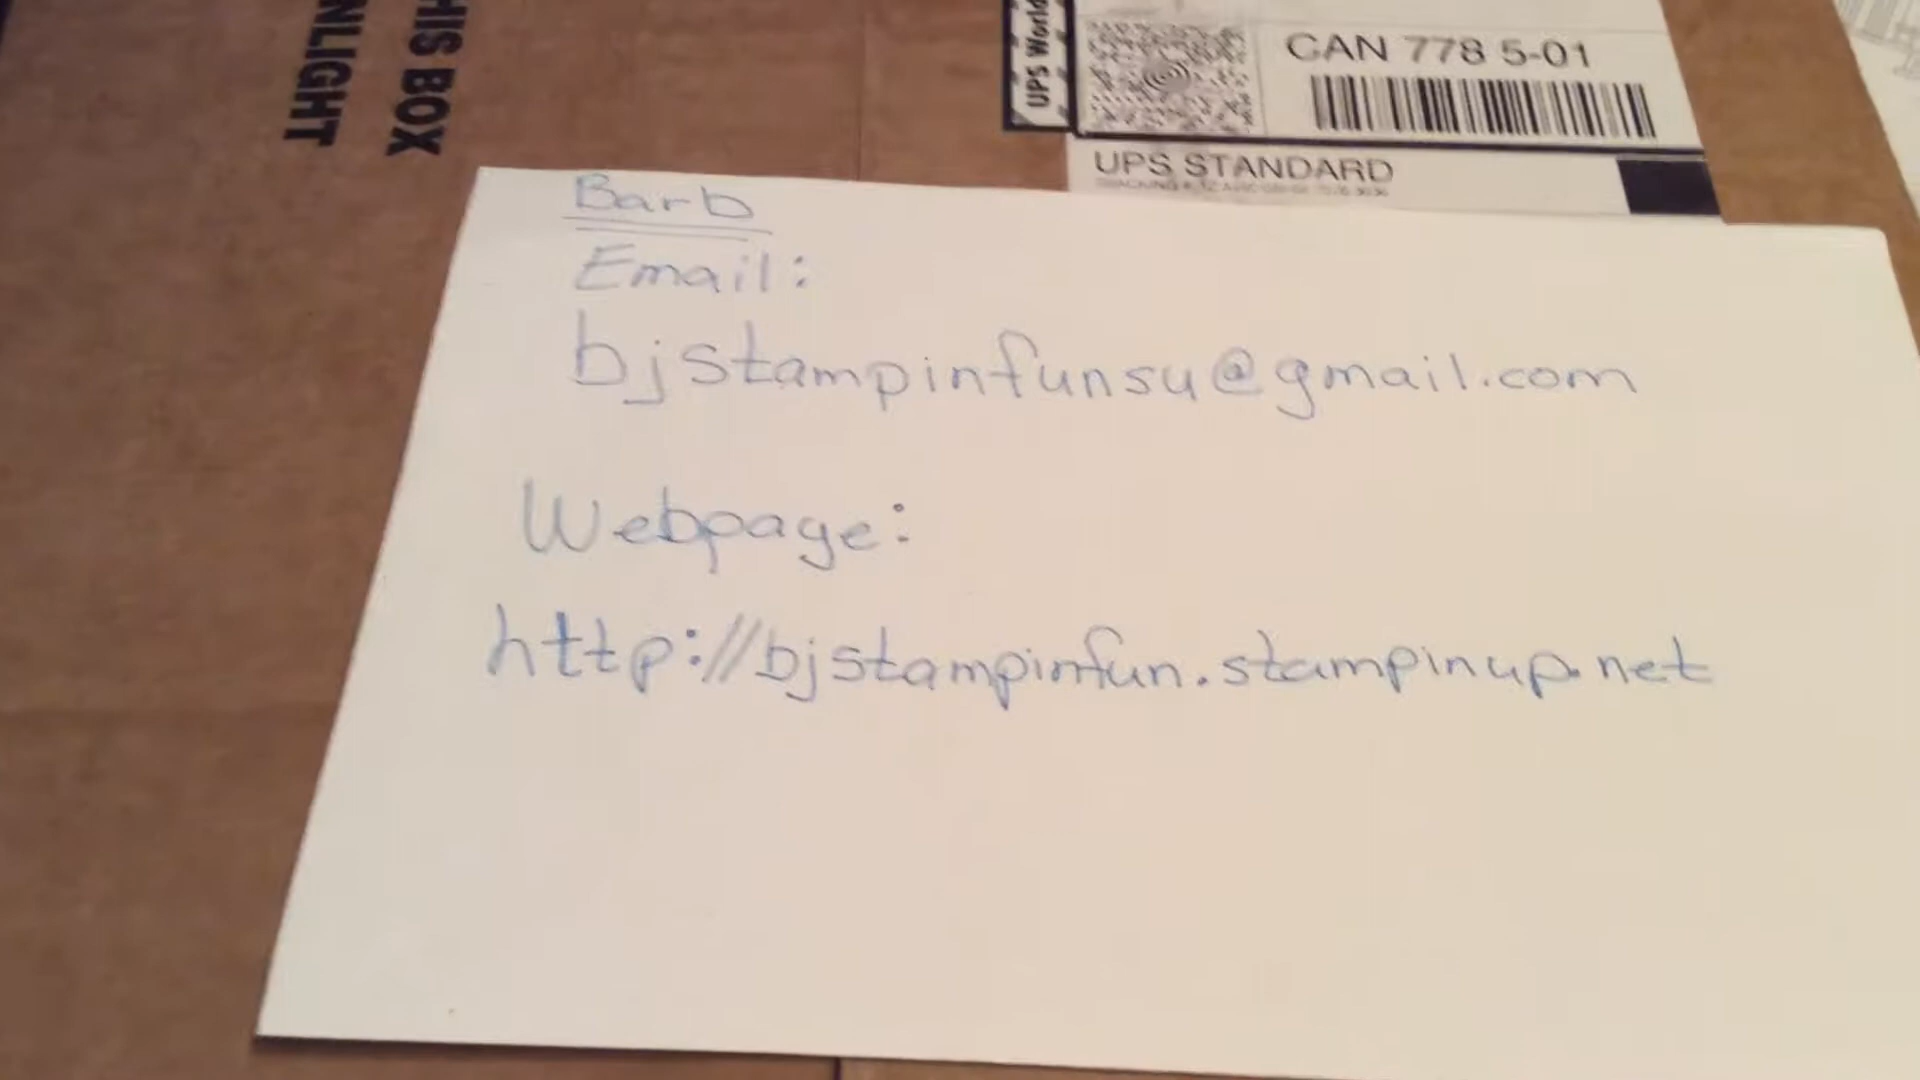 NLIGHT
HIS BOX
UPS World
CAN 778 5-01
UPS STANDARD
Barb
Email:
bjstampinfunsu@gmail.com
Webpage:
http://bjstampinfun.stampinup.net